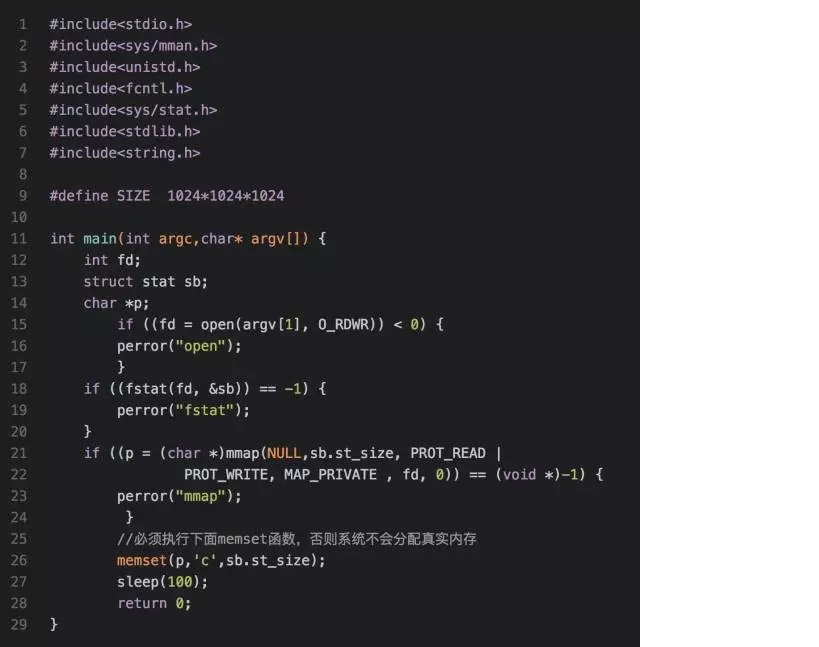 1 #include<stdio.h>
2 #include<sys/mman.h>
3 #include<unistd.h>
4 #include<fcntl.h>
5 #include<sys/stat.h>
6 #include<stdlib.h>
7 #include<string.h>
8
9 #define SIZE  1024*1024*1024
10
11 int main(int argc,char* argv[]) {
12     int fd;
13     struct stat sb;
14     char *p;
15         if ((fd = open(argv[1], O_RDWR)) < 0) {
16         perror("open");
17         }
18     if ((fstat(fd, &sb)) == -1) {
19         perror("fstat");
20     }
21     if ((p = (char *)mmap(NULL,sb.st_size, PROT_READ |
22                 PROT_WRITE, MAP_PRIVATE , fd, 0)) == (void *)-1) {
23         perror("mmap");
24          }
25         //必须执行下面memset函数，否则系统不会分配真实内存
26         memset(p,'c',sb.st_size);
27         sleep(100);
28         return 0;
29 }